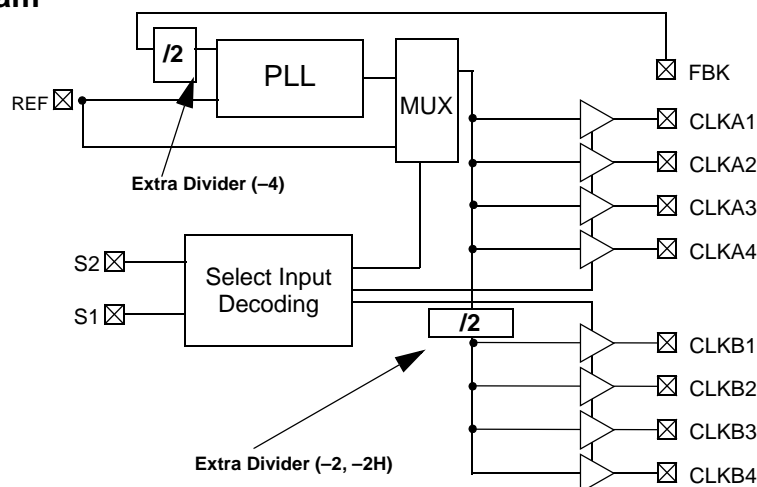 /2
PLL
MUX
FBK
REF
CLKA1
CLKA2
Extra Divider (–4)
CLKA3
CLKA4
S2
Select Input
Decoding
S1
/2
CLKB1
CLKB2
CLKB3
Extra Divider (–2, –2H)
CLKB4